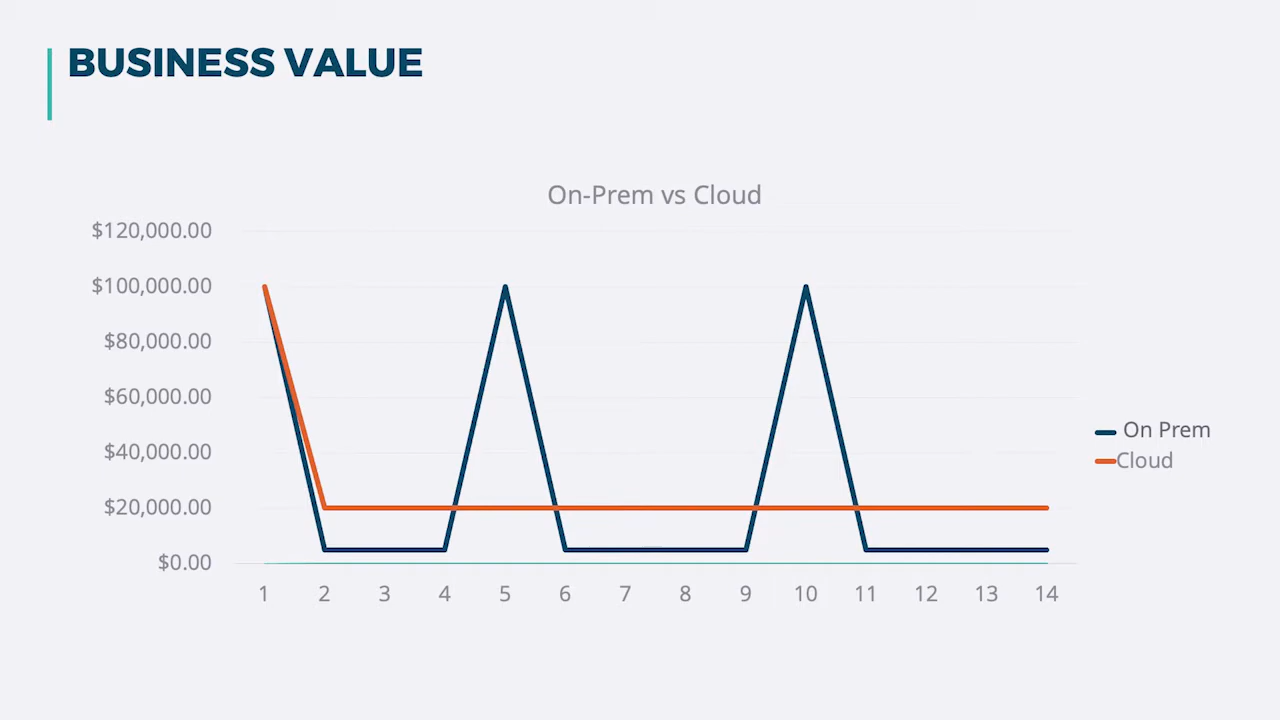 BUSINESS VALUE
On-Prem vs Cloud
$120,000.00
$100,000.00
$80,000.00
$60,000.00
$40,000.00
$20,000.00
$0.00
1 2 3 4 5 6 7 8 9 10 11 12 13 14
On Prem
Cloud